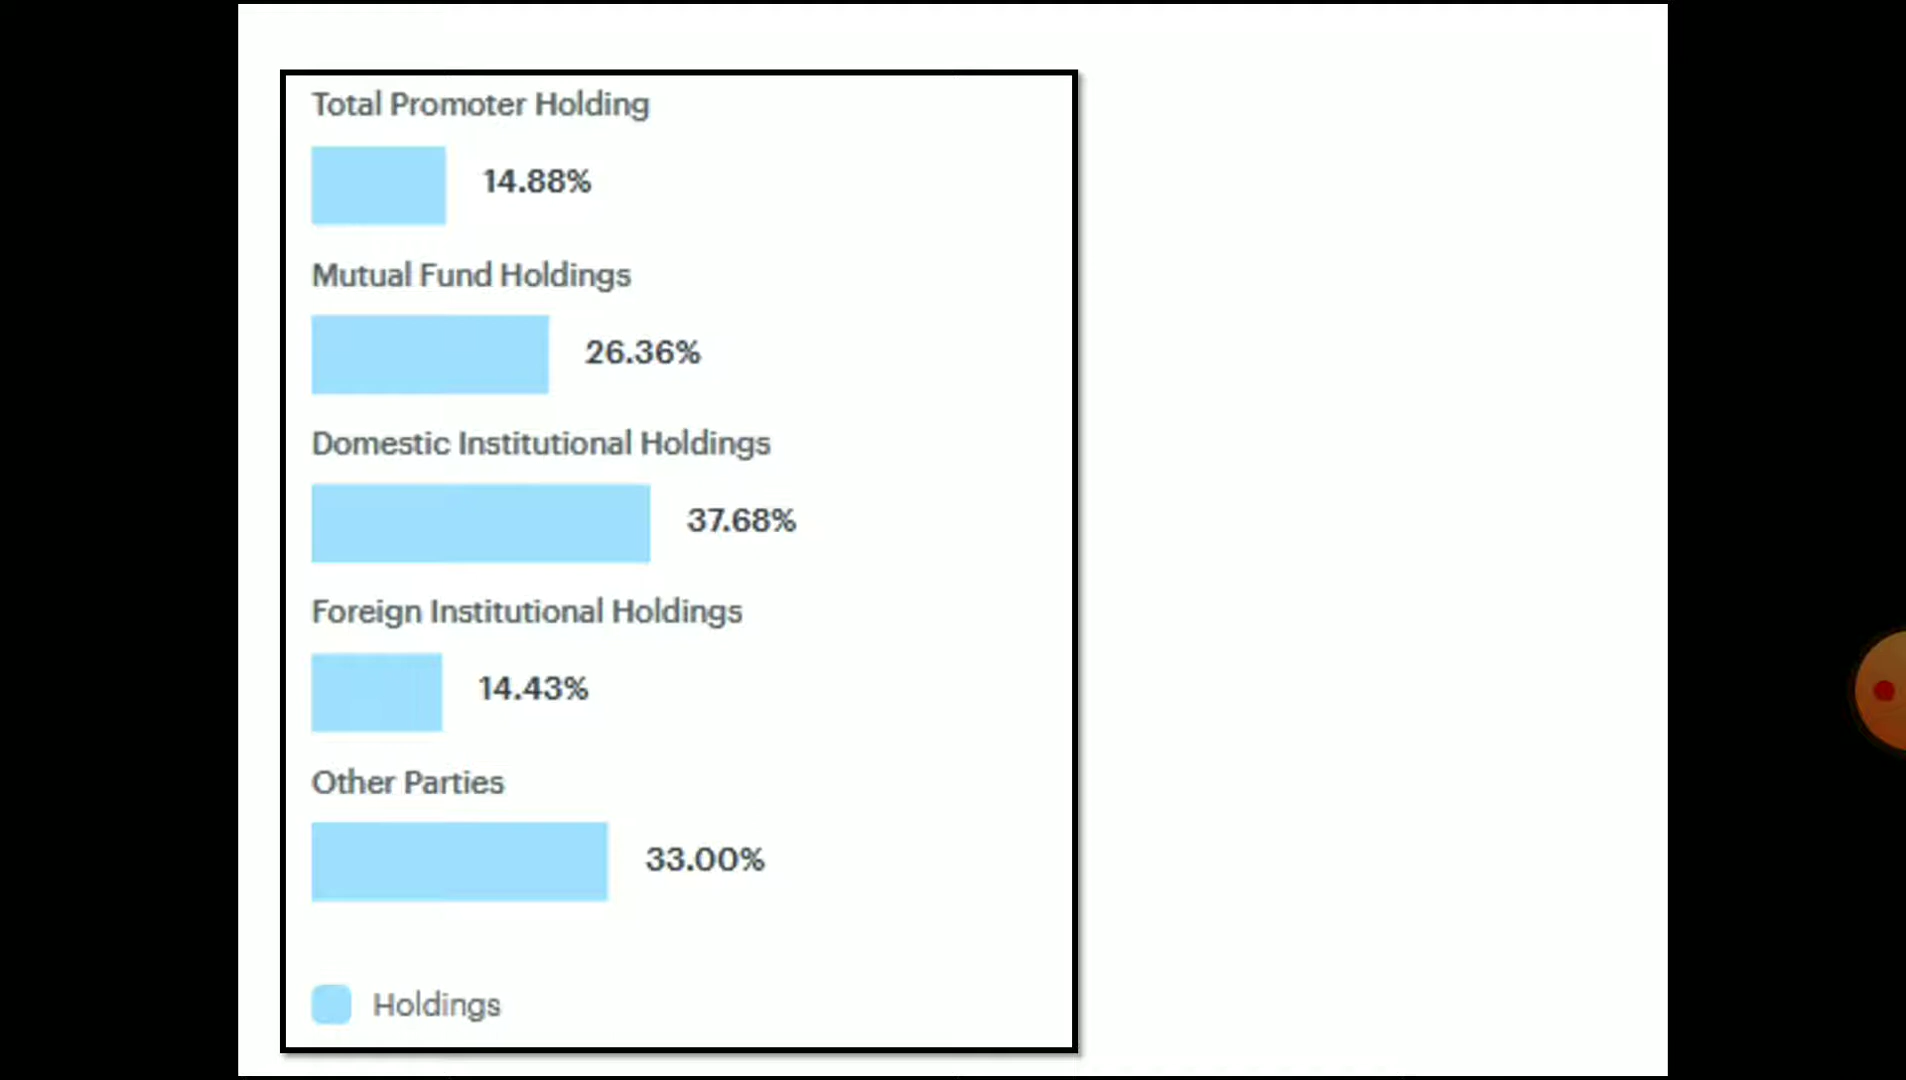 Total Promoter Holding
14.88%
Mutual Fund Holdings
26.36%
Domestic Institutional Holdings
37.68%
Foreign Institutional Holdings
14.43%
Other Parties
33.00%
Holdings